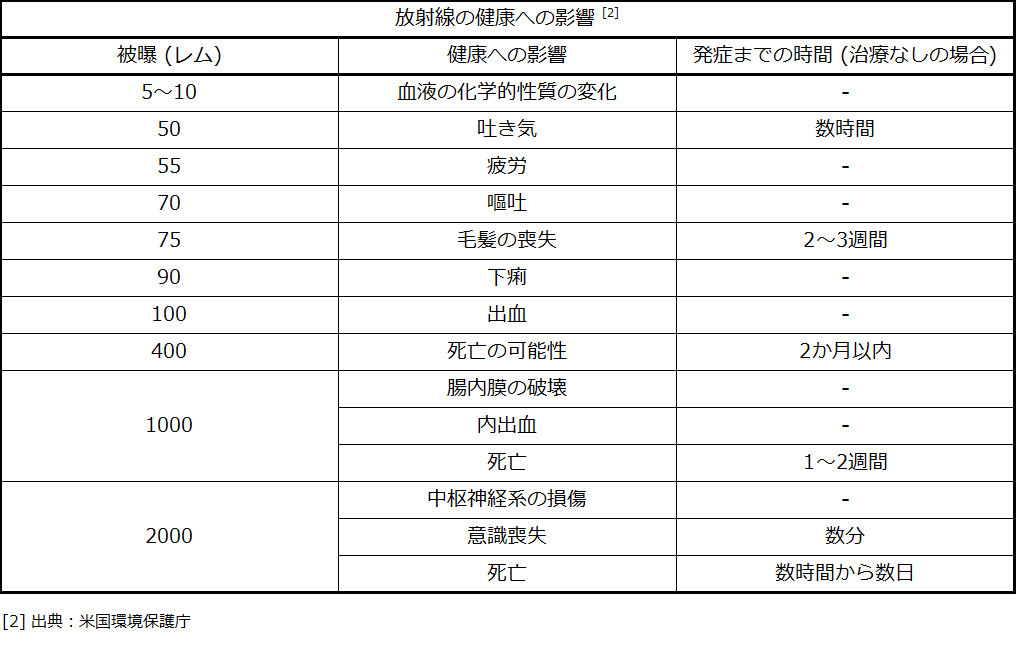 放射線の健康への影響 [2]
被曝 (レム) 健康への影響 発症までの時間 (治療なしの場合)
5～10 血液の化学的性質の変化 -
50 吐き気 数時間
55 疲労 -
70 嘔吐 -
75 毛髪の喪失 2～3週間
90 下痢 -
100 出血 -
400 死亡の可能性 2か月以内
1000 腸内膜の破壊 -
内出血 -
死亡 1～2週間
2000 中枢神経系の損傷 -
意識喪失 数分
死亡 数時間から数日
[2] 出典：米国環境保護庁